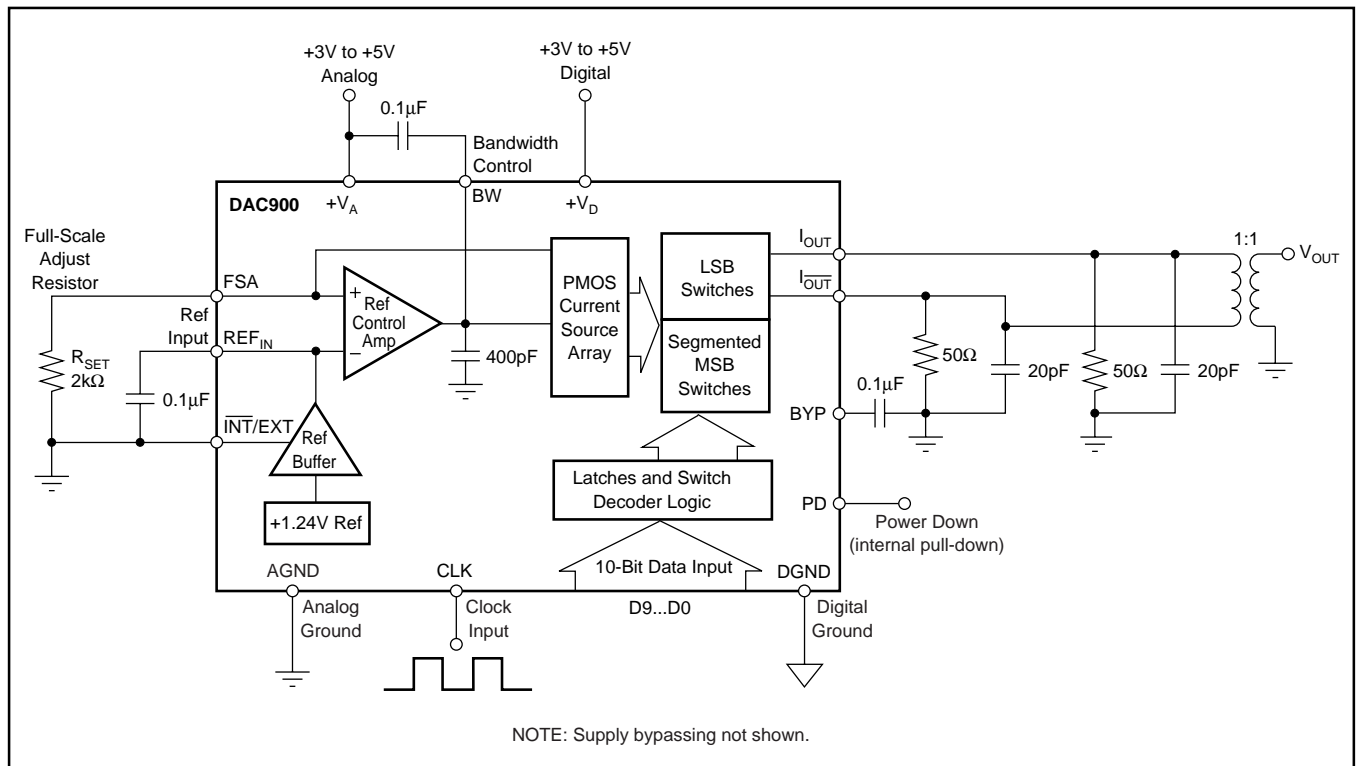 +3V to +5V
Analog
+3V to +5V
Digital
0.1µF
Bandwidth
Control
DAC900
+VA
BW
+VD
Full-Scale
Adjust
Resistor
FSA
Ref
Input
REFIN
RSET
2kΩ
0.1µF
I̅N̅T̅/EXT
+
Ref
Control
Amp
–
400pF
Ref
Buffer
+1.24V Ref
PMOS
Current
Source
Array
LSB
Switches
Segmented
MSB
Switches
Latches and Switch
Decoder Logic
10-Bit Data Input
D9...D0
IOUT
IO̅U̅T̅
1:1
VOUT
50Ω
20pF
50Ω
20pF
0.1µF
BYP
PD
Power Down
(internal pull-down)
AGND
Analog
Ground
CLK
Clock
Input
DGND
Digital
Ground
NOTE: Supply bypassing not shown.